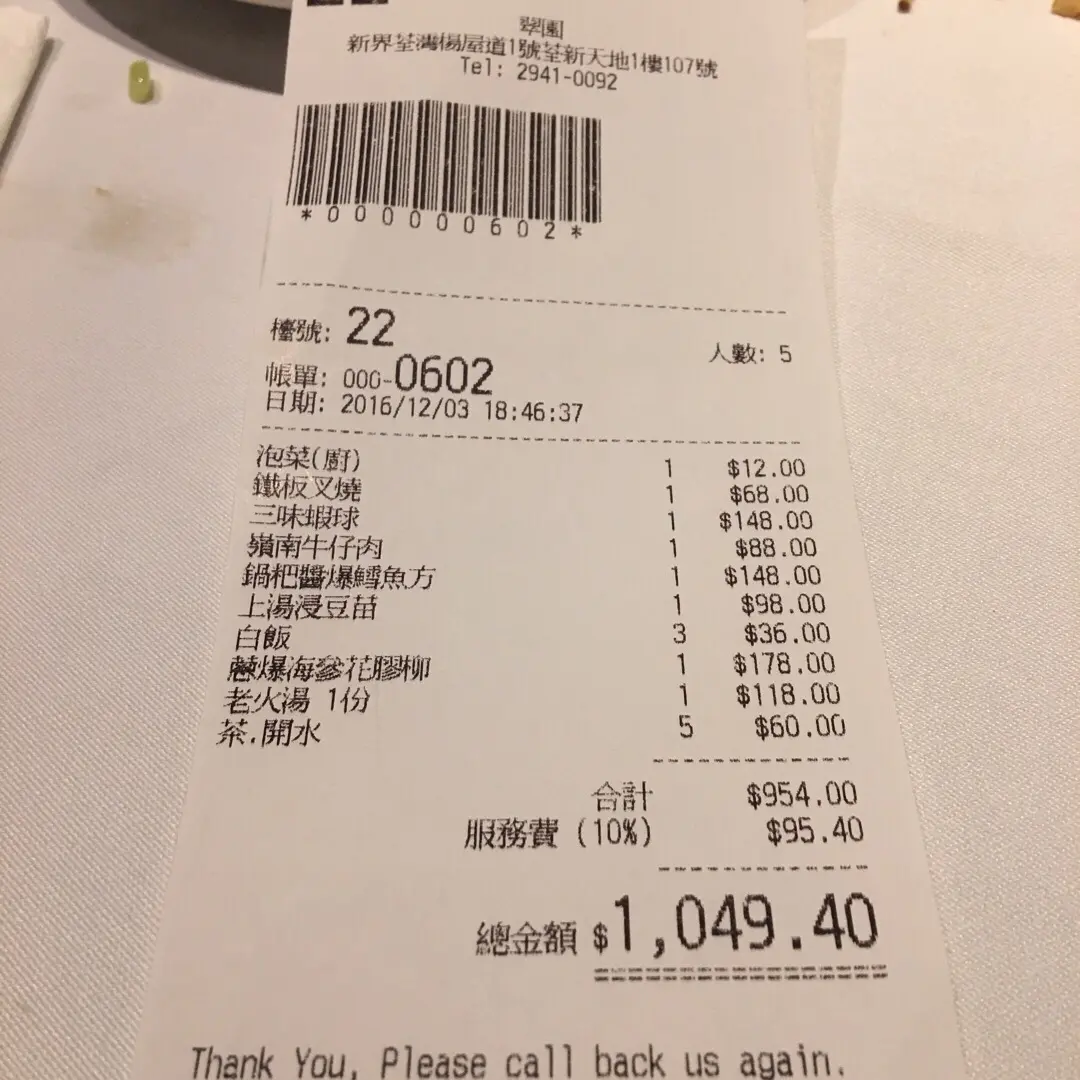 翠園
新界荃灣楊屋道1號荃新天地1樓107號
Tel: 2941-0092
*000000602*
檯號: 22
人數: 5
帳單: 000-0602
日期: 2016/12/03 18:46:37
泡菜(廚) 1 $12.00
鐵板叉燒 1 $68.00
三味蝦球 1 $148.00
嶺南牛仔肉 1 $88.00
鍋杷醬爆鱈魚方 1 $148.00
上湯浸豆苗 1 $98.00
白飯 3 $36.00
蔥爆海參花膠柳 1 $178.00
老火湯 1份 1 $118.00
茶.開水 5 $60.00
合計 $954.00
服務費 (10%) $95.40
總金額 $1,049.40
Thank You, Please call back us again.